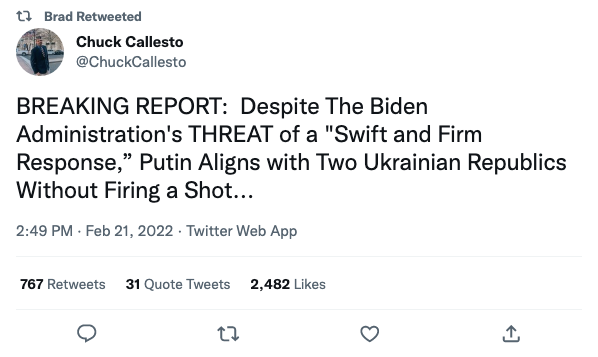 Brad Retweeted
Chuck Callesto
@ChuckCallesto
BREAKING REPORT:  Despite The Biden
Administration's THREAT of a "Swift and Firm
Response,” Putin Aligns with Two Ukrainian Republics
Without Firing a Shot…
2:49 PM · Feb 21, 2022 · Twitter Web App
767 Retweets 31 Quote Tweets 2,482 Likes